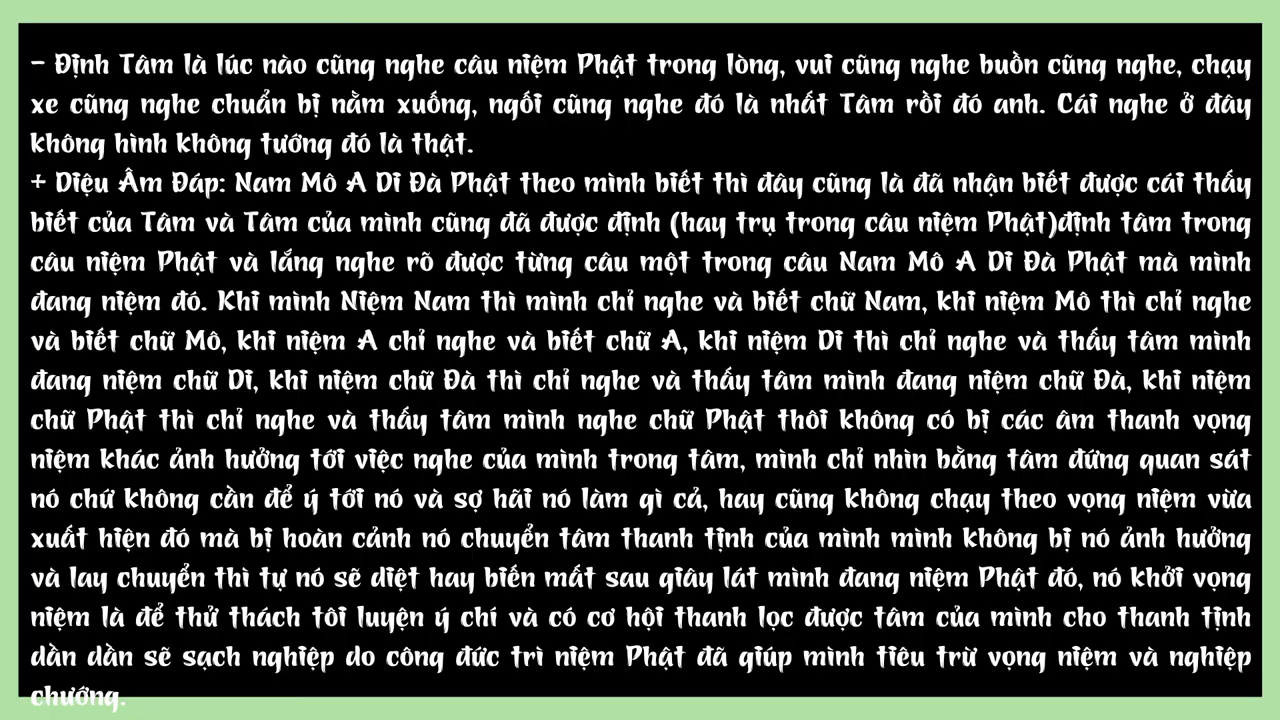 – Định Tâm là lúc nào cũng nghe câu niệm Phật trong lòng, vui cũng nghe buồn cũng nghe, chạy
xe cũng nghe chuẩn bị nằm xuống, ngồi cũng nghe đó là nhất Tâm rồi đó anh. Cái nghe ở đây
không hình không tướng đó là thật.
+ Diệu Âm Đáp: Nam Mô A Di Đà Phật theo mình biết thì đây cũng là đã nhận biết được cái thấy
biết của Tâm và Tâm của mình cũng đã được định (hay trụ trong câu niệm Phật)định tâm trong
câu niệm Phật và lắng nghe rõ được từng câu một trong câu Nam Mô A Di Đà Phật mà mình
đang niệm đó. Khi mình Niệm Nam thì mình chỉ nghe và biết chữ Nam, khi niệm Mô thì chỉ nghe
và biết chữ Mô, khi niệm A chỉ nghe và biết chữ A, khi niệm Di thì chỉ nghe và thấy tâm mình
đang niệm chữ Di, khi niệm chữ Đà thì chỉ nghe và thấy tâm mình đang niệm chữ Đà, khi niệm
chữ Phật thì chỉ nghe và thấy tâm mình nghe chữ Phật thôi không có bị các âm thanh vọng
niệm khác ảnh hưởng tới việc nghe của mình trong tâm, mình chỉ nhìn bằng tâm đứng quan sát
nó chứ không cần để ý tới nó và sợ hãi nó làm gì cả, hay cũng không chạy theo vọng niệm vừa
xuất hiện đó mà bị hoàn cảnh nó chuyển tâm thanh tịnh của mình mình không bị nó ảnh hưởng
và lay chuyển thì tự nó sẽ diệt hay biến mất sau giây lát mình đang niệm Phật đó, nó khởi vọng
niệm là để thử thách tôi luyện ý chí và có cơ hội thanh lọc được tâm của mình cho thanh tịnh
dần dần sẽ sạch nghiệp do công đức trì niệm Phật đã giúp mình tiêu trừ vọng niệm và nghiệp
chướng.